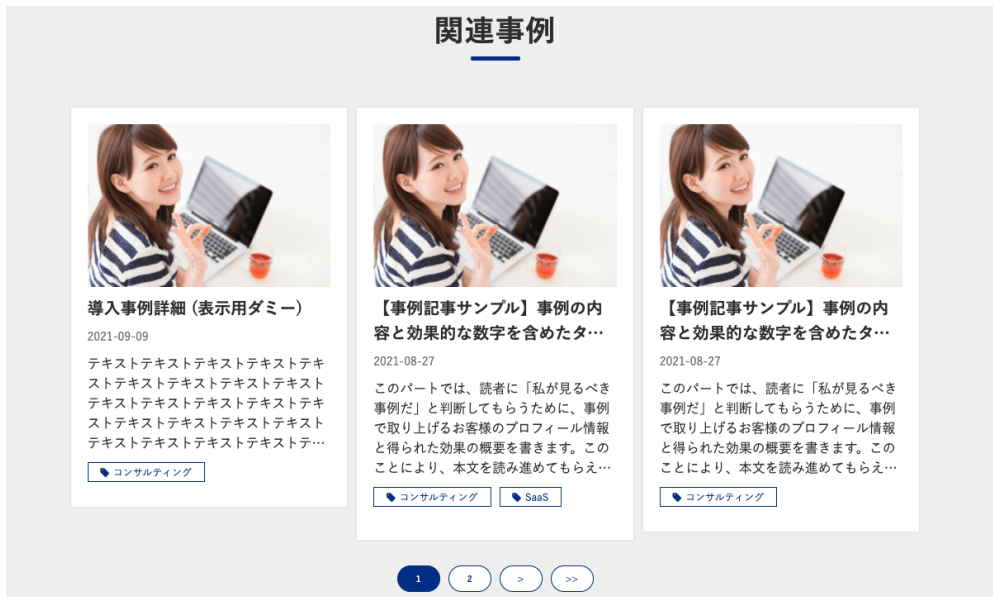 関連事例
導入事例詳細 (表示用ダミー)
2021-09-09
テキストテキストテキストテキストテキ
ストテキストテキストテキストテキスト
テキストテキストテキストテキストテキ
ストテキストテキストテキストテキスト
テキストテキストテキストテキストテ…
コンサルティング
【事例記事サンプル】事例の内
容と効果的な数字を含めたタ…
2021-08-27
このパートでは、読者に「私が見るべき
事例だ」と判断してもらうために、事例
で取り上げるお客様のプロフィール情報
と得られた効果の概要を書きます。この
ことにより、本文を読み進めてもらえ…
コンサルティング SaaS
【事例記事サンプル】事例の内
容と効果的な数字を含めたタ…
2021-08-27
このパートでは、読者に「私が見るべき
事例だ」と判断してもらうために、事例
で取り上げるお客様のプロフィール情報
と得られた効果の概要を書きます。この
ことにより、本文を読み進めてもらえ…
コンサルティング
1 2 > >>